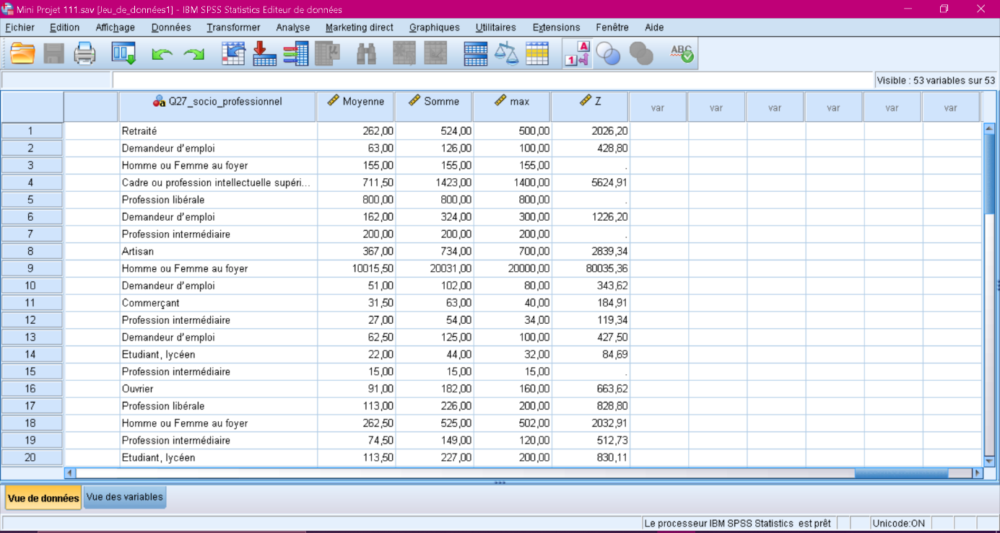 Mini Projet 111.sav [Jeu_de_données1] - IBM SPSS Statistics Editeur de données
Fichier Edition Affichage Données Transformer Analyse Marketing direct Graphiques Utilitaires Extensions Fenêtre Aide
A 1 ABC
Visible : 53 variables sur 53
a Q27_socio_professionnel Moyenne Somme max Z var var var var var var
1 Retraité 262,00 524,00 500,00 2026,20
2 Demandeur d'emploi 63,00 126,00 100,00 428,80
3 Homme ou Femme au foyer 155,00 155,00 155,00 .
4 Cadre ou profession intellectuelle supéri... 711,50 1423,00 1400,00 5624,91
5 Profession libérale 800,00 800,00 800,00 .
6 Demandeur d'emploi 162,00 324,00 300,00 1226,20
7 Profession intermédiaire 200,00 200,00 200,00 .
8 Artisan 367,00 734,00 700,00 2839,34
9 Homme ou Femme au foyer 10015,50 20031,00 20000,00 80035,36
10 Demandeur d'emploi 51,00 102,00 80,00 343,62
11 Commerçant 31,50 63,00 40,00 184,91
12 Profession intermédiaire 27,00 54,00 34,00 119,34
13 Demandeur d'emploi 62,50 125,00 100,00 427,50
14 Etudiant, lycéen 22,00 44,00 32,00 84,69
15 Profession intermédiaire 15,00 15,00 15,00 .
16 Ouvrier 91,00 182,00 160,00 663,62
17 Profession libérale 113,00 226,00 200,00 828,80
18 Homme ou Femme au foyer 262,50 525,00 502,00 2032,91
19 Profession intermédiaire 74,50 149,00 120,00 512,73
20 Etudiant, lycéen 113,50 227,00 200,00 830,11
Vue de données Vue des variables
Le processeur IBM SPSS Statistics est prêt Unicode:ON